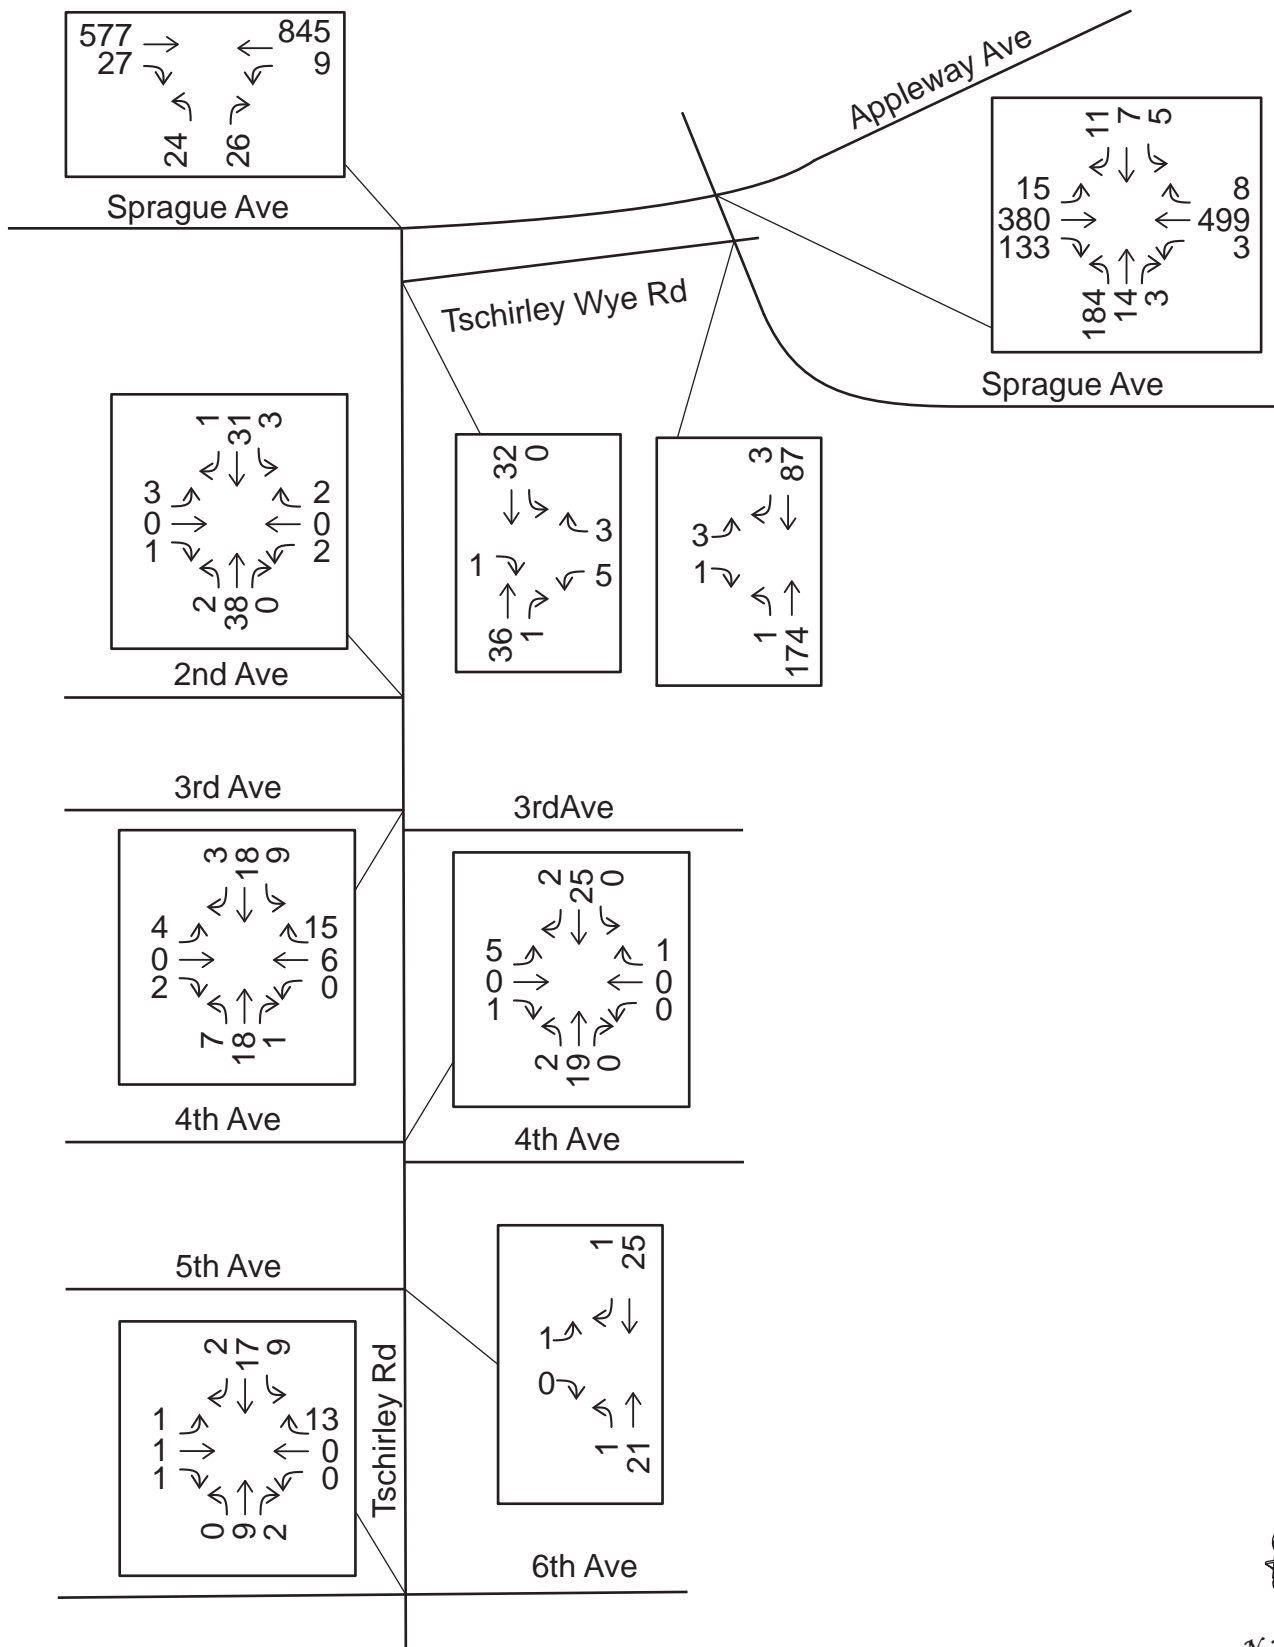 577 845
27 9
24 26
Sprague Ave
Appleway Ave
11 7 5
15 8
380 499
133 3
184 14 3
Tschirley Wye Rd
Sprague Ave
1 31 3
3 2
0 0
1 2
2 38 0
2nd Ave
32 0
3
1 5
36 1
3 87
3
1
1 174
3rd Ave
3rdAve
3 18 9
4 15
0 6
2 0
7 18 1
2 25 0
5 1
0 0
1 0
2 19 0
4th Ave
4th Ave
5th Ave
1 25
1
0
1 21
2 17 9
1 13
1 0
1 0
0 9 2
Tschirley Rd
6th Ave